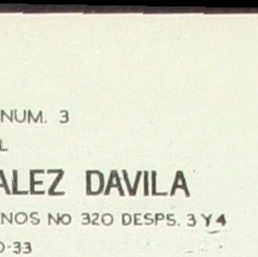 NUM. 3
L
ALEZ DAVILA
NOS No 320 DESPS. 3 Y 4
0-33